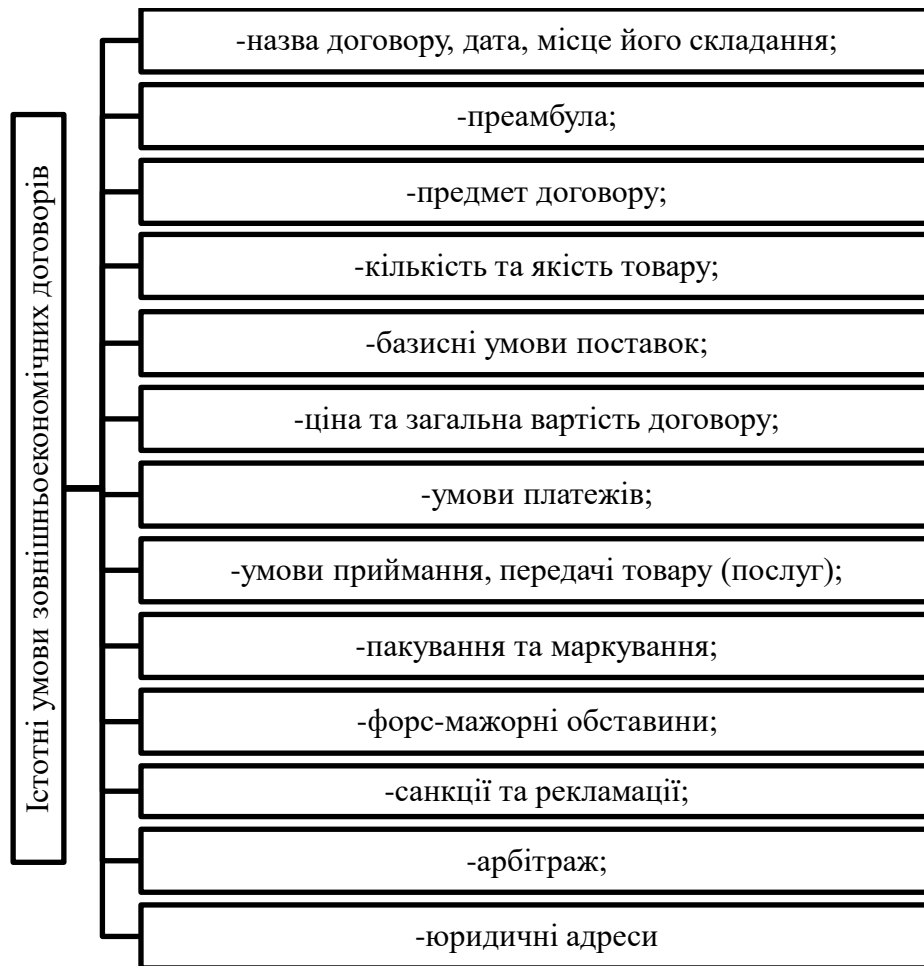 Істотні умови зовнішньоекономічних договорів
-назва договору, дата, місце його складання;
-преамбула;
-предмет договору;
-кількість та якість товару;
-базисні умови поставок;
-ціна та загальна вартість договору;
-умови платежів;
-умови приймання, передачі товару (послуг);
-пакування та маркування;
-форс-мажорні обставини;
-санкції та рекламації;
-арбітраж;
-юридичні адреси